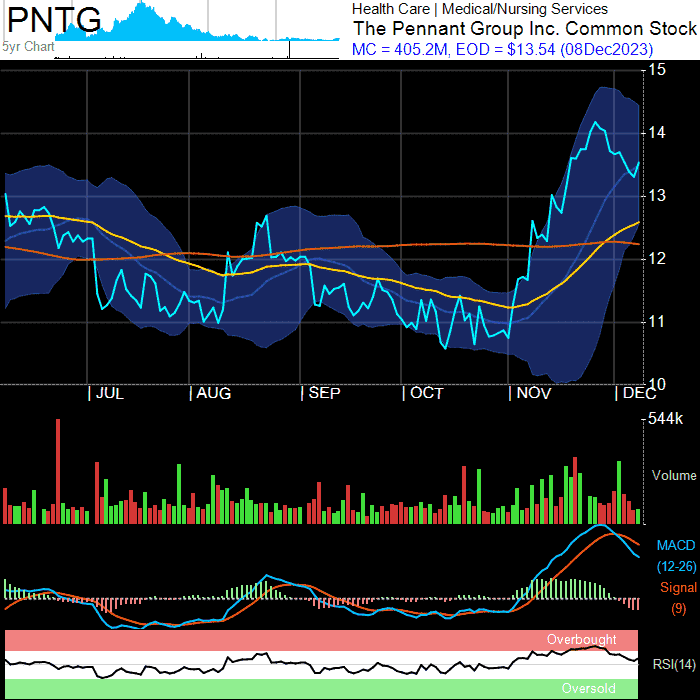 PNTG
5yr Chart
Health Care | Medical/Nursing Services
The Pennant Group Inc. Common Stock
MC = 405.2M, EOD = $13.54 (08Dec2023)
15
14
13
12
11
10
| JUL | AUG | SEP | OCT | NOV | DEC
544k
Volume
MACD
(12-26)
Signal
(9)
Overbought
RSI(14)
Oversold